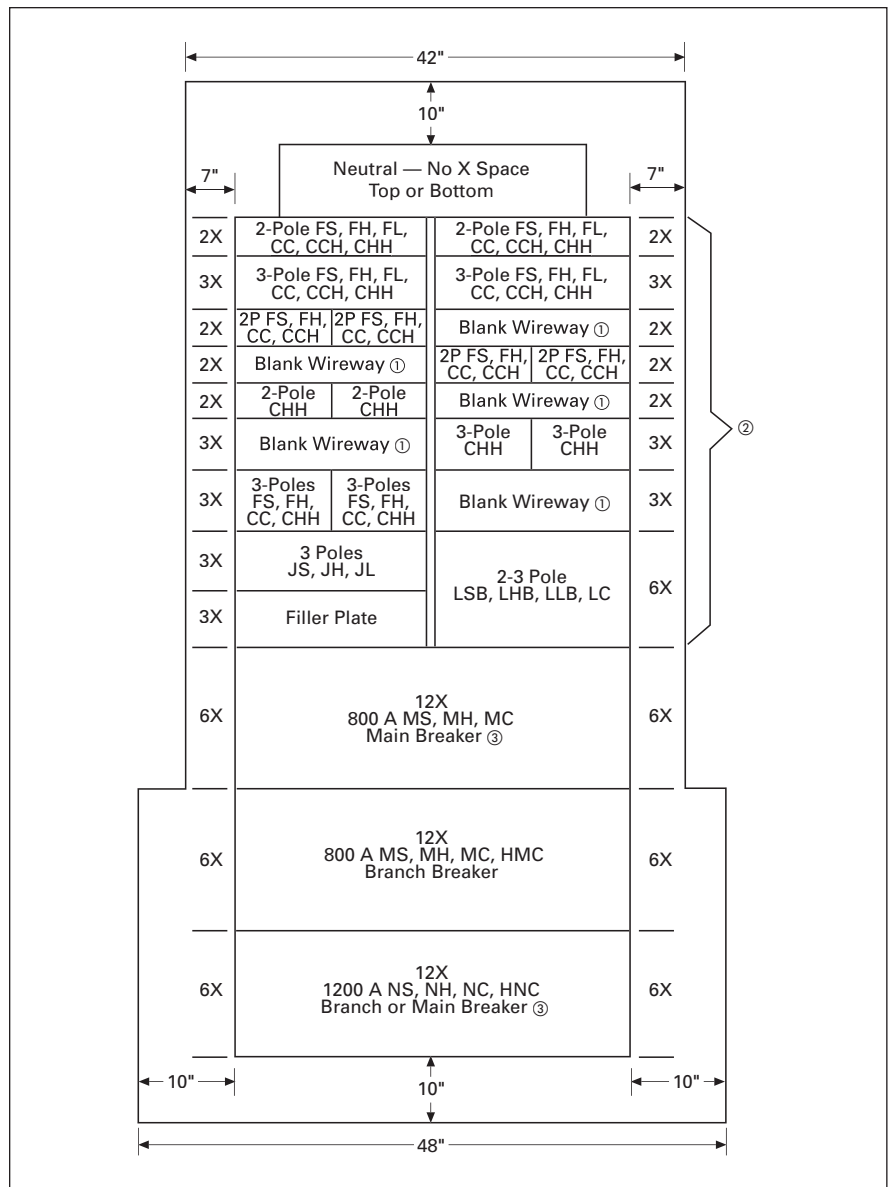 42"
10"
7"
Neutral — No X Space
Top or Bottom
7"
2X
2-Pole FS, FH, FL,
CC, CCH, CHH
2-Pole FS, FH, FL,
CC, CCH, CHH
2X
3X
3-Pole FS, FH, FL,
CC, CCH, CHH
3-Pole FS, FH, FL,
CC, CCH, CHH
3X
2X
2P FS, FH,
CC, CCH
2P FS, FH,
CC, CCH
Blank Wireway ①
2X
2X
Blank Wireway ①
2P FS, FH,
CC, CCH
2P FS, FH,
CC, CCH
2X
2X
2-Pole
CHH
2-Pole
CHH
Blank Wireway ①
2X
②
3X
Blank Wireway ①
3-Pole
CHH
3-Pole
CHH
3X
3X
3-Poles
FS, FH,
CC, CHH
3-Poles
FS, FH,
CC, CHH
Blank Wireway ①
3X
3X
3 Poles
JS, JH, JL
2-3 Pole
LSB, LHB, LLB, LC
6X
3X
Filler Plate
6X
12X
800 A MS, MH, MC
Main Breaker ③
6X
6X
12X
800 A MS, MH, MC, HMC
Branch Breaker
6X
6X
12X
1200 A NS, NH, NC, HNC
Branch or Main Breaker ③
6X
10"
10"
10"
48"